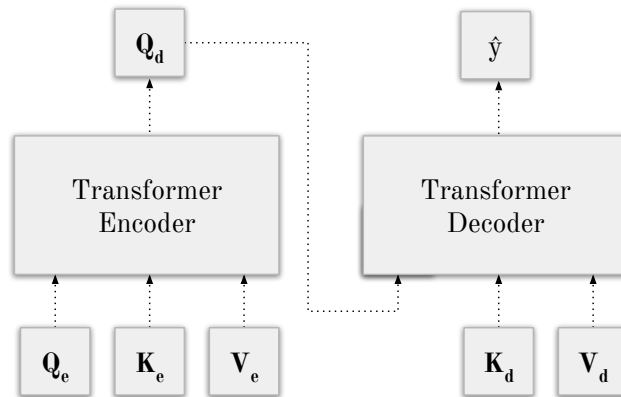 Q_d
ŷ
Transformer
Encoder
Transformer
Decoder
Q_e
K_e
V_e
K_d
V_d